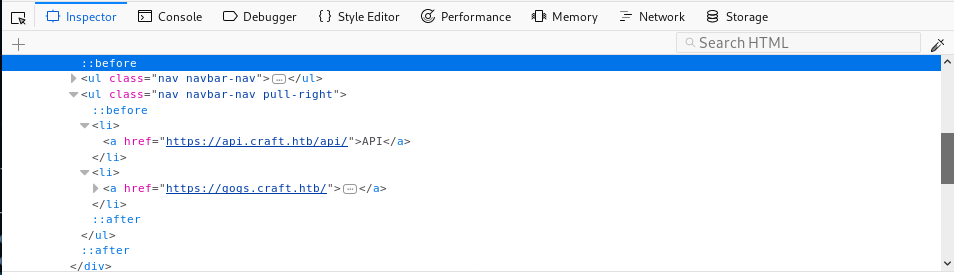 Inspector Console Debugger {} Style Editor Performance Memory Network Storage
+ Search HTML
::before
<ul class="nav navbar-nav">…</ul>
<ul class="nav navbar-nav pull-right">
::before
<li>
<a href="https://api.craft.htb/api/">API</a>
</li>
<li>
<a href="https://gogs.craft.htb/">…</a>
</li>
::after
</ul>
::after
</div>